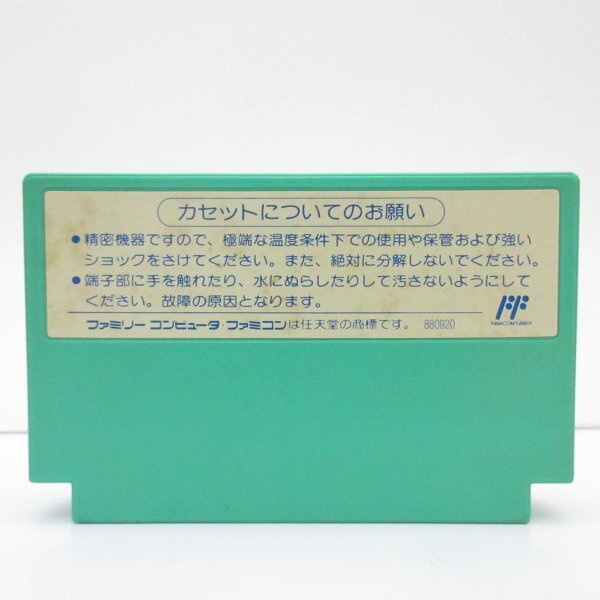 カセットについてのお願い
●精密機器ですので、極端な温度条件下での使用や保管および強い
ショックをさけてください。また、絶対に分解しないでください。
●端子部に手を触れたり、水にぬらしたりして汚さないようにして
ください。故障の原因となります。
ファミリーコンピュータ・ファミコンは任天堂の商標です。 880920
FAMICOM FAMILY